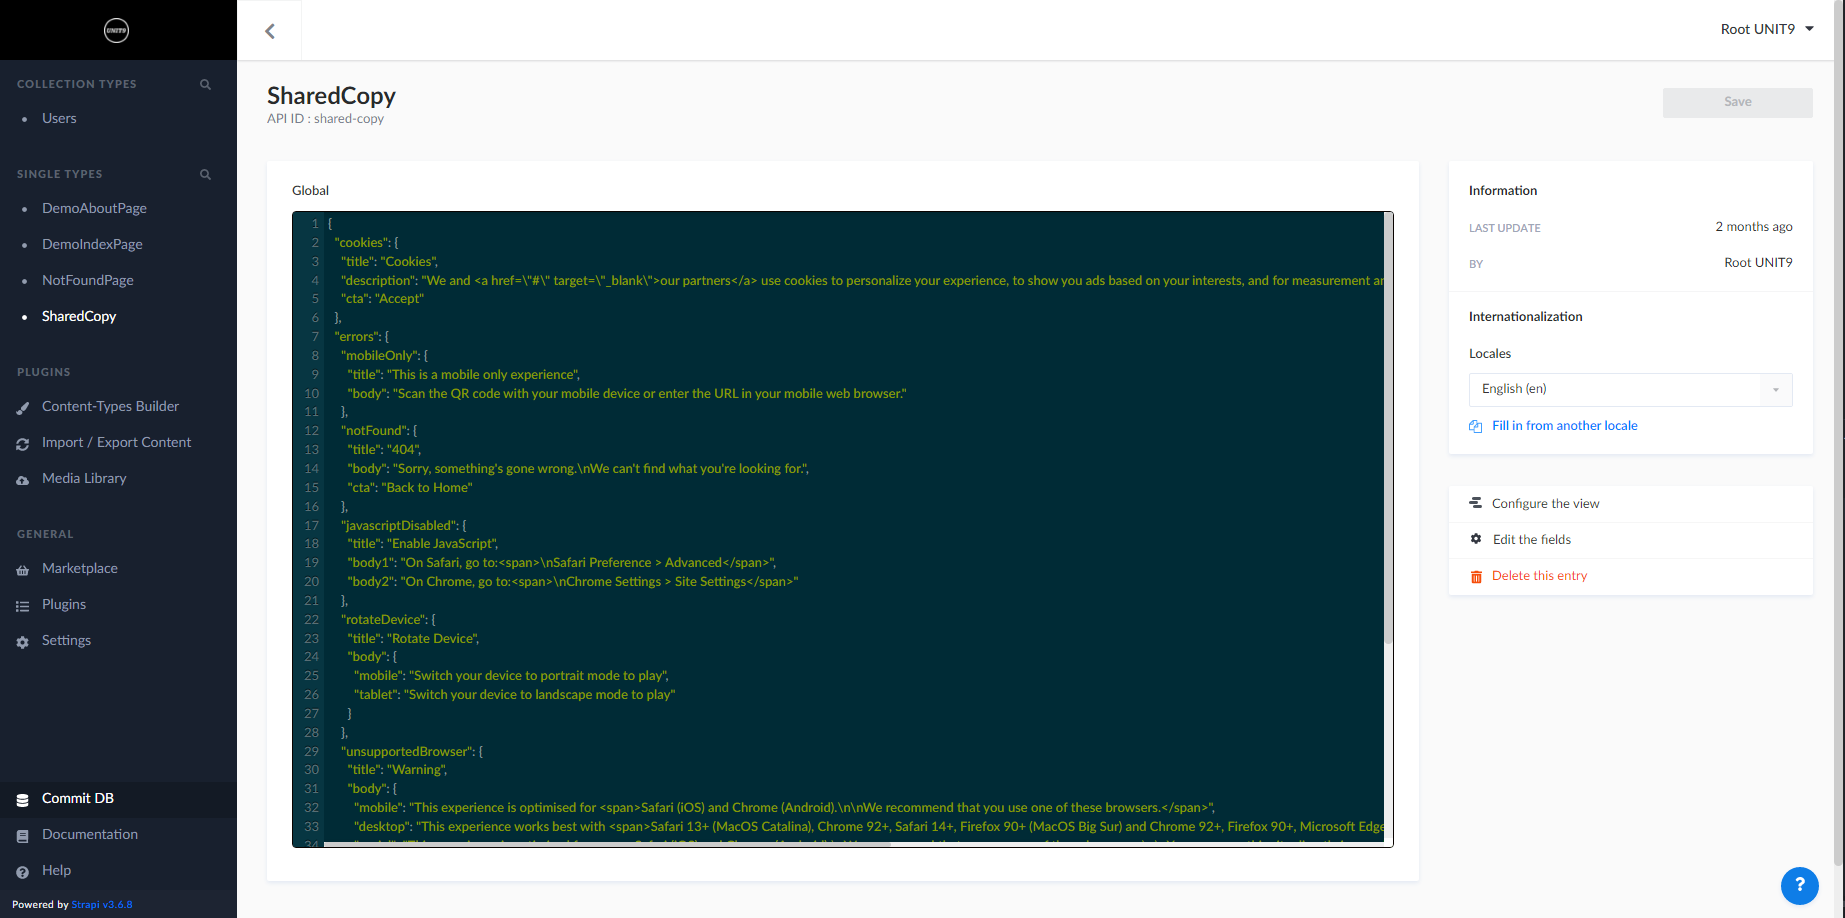 UNIT9
Root UNIT9
COLLECTION TYPES
Users
SINGLE TYPES
DemoAboutPage
DemoIndexPage
NotFoundPage
SharedCopy
PLUGINS
Content-Types Builder
Import / Export Content
Media Library
GENERAL
Marketplace
Plugins
Settings
Commit DB
Documentation
Help
Powered by Strapi v3.6.8
SharedCopy
API ID : shared-copy
Save
Global
1 {
2 "cookies": {
3 "title": "Cookies",
4 "description": "We and <a href=\"#\" target=\"_blank\">our partners</a> use cookies to personalize your experience, to show you ads based on your interests, and for measurement ar
5 "cta": "Accept"
6 },
7 "errors": {
8 "mobileOnly": {
9 "title": "This is a mobile only experience",
10 "body": "Scan the QR code with your mobile device or enter the URL in your mobile web browser."
11 },
12 "notFound": {
13 "title": "404",
14 "body": "Sorry, something's gone wrong.\nWe can't find what you're looking for.",
15 "cta": "Back to Home"
16 },
17 "javascriptDisabled": {
18 "title": "Enable JavaScript",
19 "body1": "On Safari, go to:<span>\nSafari Preference > Advanced</span>",
20 "body2": "On Chrome, go to:<span>\nChrome Settings > Site Settings</span>"
21 },
22 "rotateDevice": {
23 "title": "Rotate Device",
24 "body": {
25 "mobile": "Switch your device to portrait mode to play",
26 "tablet": "Switch your device to landscape mode to play"
27 }
28 },
29 "unsupportedBrowser": {
30 "title": "Warning",
31 "body": {
32 "mobile": "This experience is optimised for <span>Safari (iOS) and Chrome (Android).\n\nWe recommend that you use one of these browsers.</span>",
33 "desktop": "This experience works best with <span>Safari 13+ (MacOS Catalina), Chrome 92+, Safari 14+, Firefox 90+ (MacOS Big Sur) and Chrome 92+, Firefox 90+, Microsoft Edge
34
Information
LAST UPDATE 2 months ago
BY Root UNIT9
Internationalization
Locales
English (en)
Fill in from another locale
Configure the view
Edit the fields
Delete this entry
?